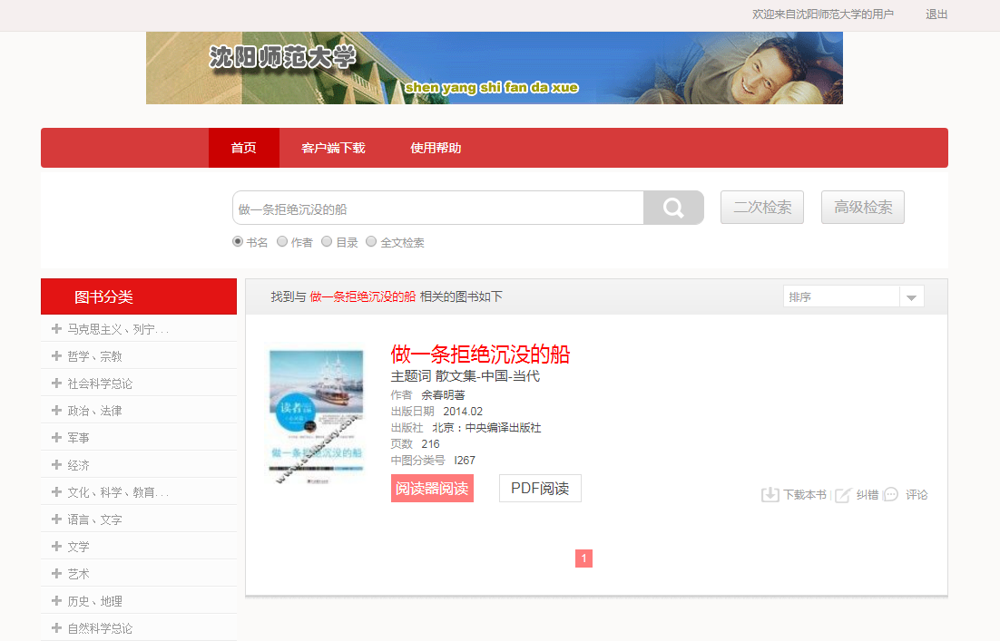 欢迎来自沈阳师范大学的用户 退出
沈阳师范大学
shen yang shi fan da xue
首页 客户端下载 使用帮助
做一条拒绝沉没的船
二次检索 高级检索
书名 作者 目录 全文检索
图书分类
马克思主义、列宁...
哲学、宗教
社会科学总论
政治、法律
军事
经济
文化、科学、教育...
语言、文字
文学
艺术
历史、地理
自然科学总论
找到与 做一条拒绝沉没的船 相关的图书如下
排序
读者
做一条拒绝沉没的船
做一条拒绝沉没的船
主题词 散文集-中国-当代
作者 余春明著
出版日期 2014.02
出版社 北京：中央编译出版社
页数 216
中图分类号 I267
阅读器阅读 PDF阅读
下载本书 | 纠错 评论
1